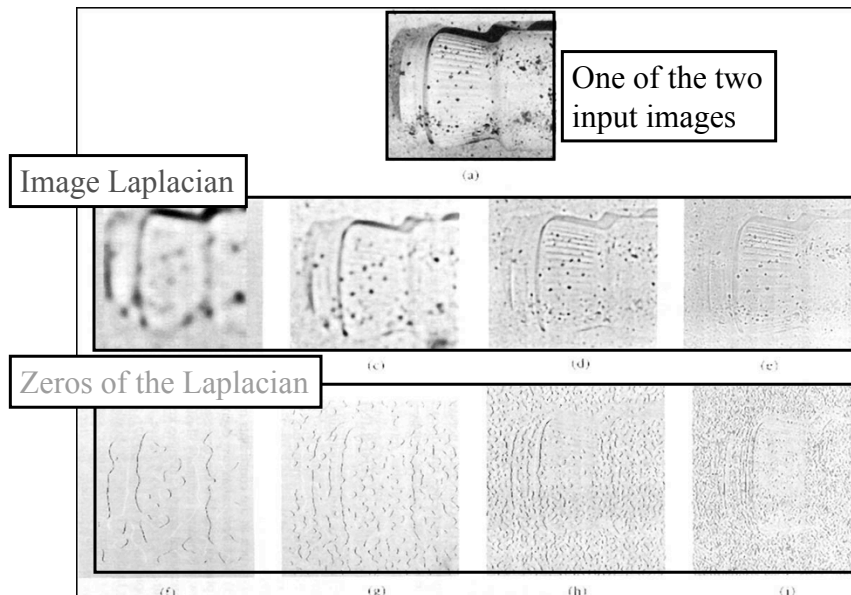 One of the two
input images
(a)
Image Laplacian
(c)
(d)
(e)
Zeros of the Laplacian
(f)
(g)
(h)
(i)